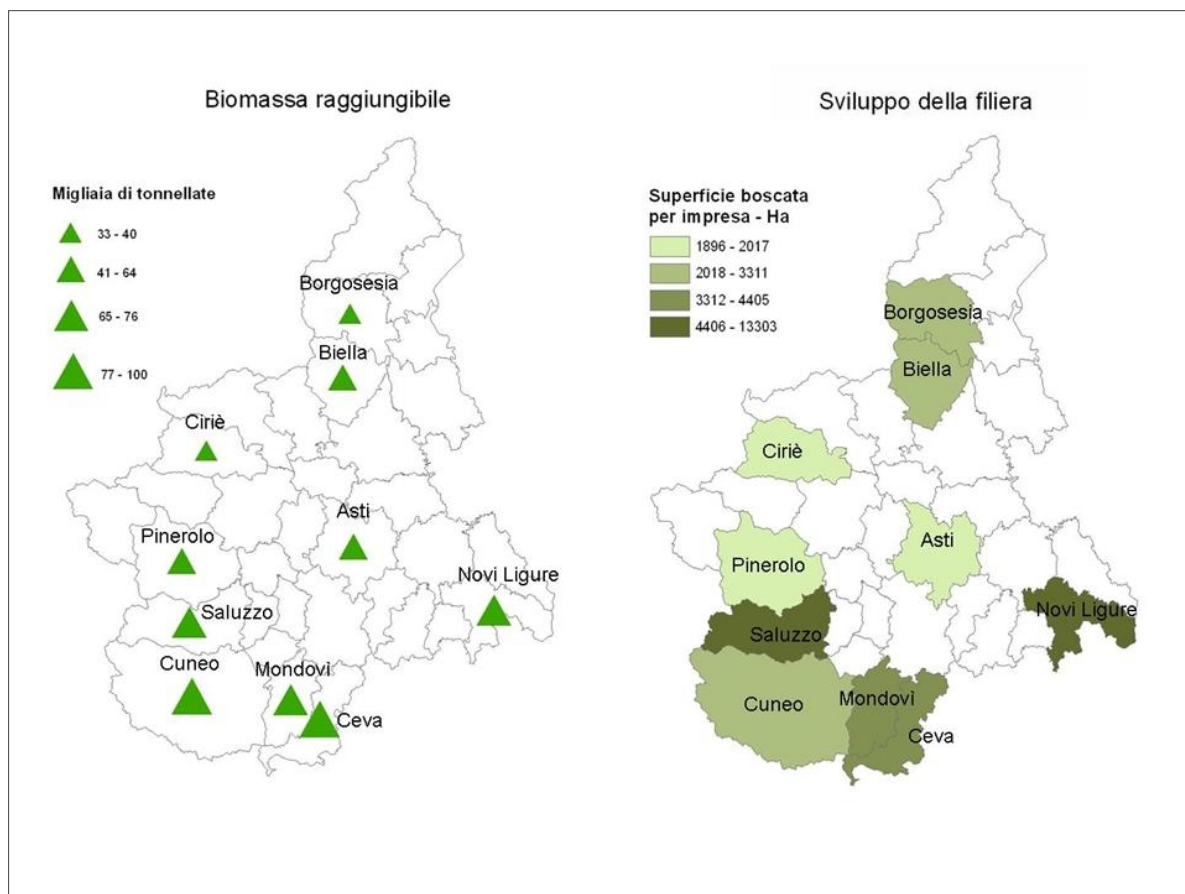 Biomassa raggiungibile
Migliaia di tonnellate
33 - 40
41 - 64
65 - 76
77 - 100
Borgosesia
Biella
Ciriè
Asti
Pinerolo
Novi Ligure
Saluzzo
Cuneo
Mondovì
Ceva
Sviluppo della filiera
Superficie boscata
per impresa - Ha
1896 - 2017
2018 - 3311
3312 - 4405
4406 - 13303
Borgosesia
Biella
Ciriè
Asti
Pinerolo
Novi Ligure
Saluzzo
Cuneo
Mondovì
Ceva